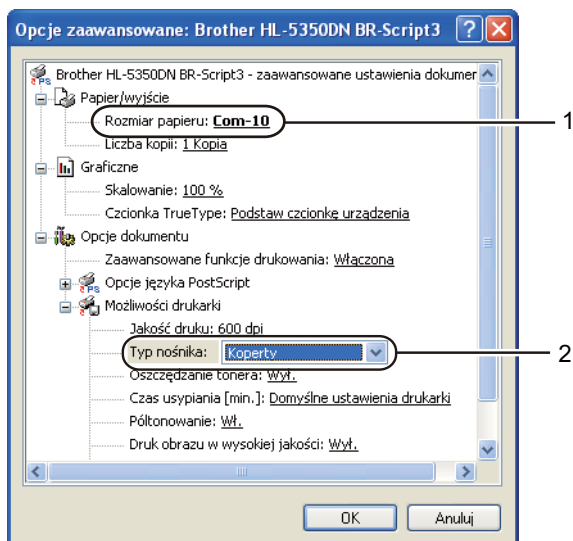 Opcje zaawansowane: Brother HL-5350DN BR-Script3
Brother HL-5350DN BR-Script3 - zaawansowane ustawienia dokumer
Papier/wyjście
Rozmiar papieru: Com-10
1
Liczba kopii: 1 Kopia
Graficzne
Skalowanie: 100 %
Czcionka TrueType: Podstaw czcionkę urządzenia
Opcje dokumentu
Zaawansowane funkcje drukowania: Włączona
Opcje języka PostScript
Możliwości drukarki
Jakość druku: 600 dpi
Typ nośnika: Koperty
2
Oszczędzanie tonera: Wył.
Czas usypiania [min.]: Domyślne ustawienia drukarki
Półtonowanie: Wł.
Druk obrazu w wysokiej jakości: Wył.
OK
Anuluj